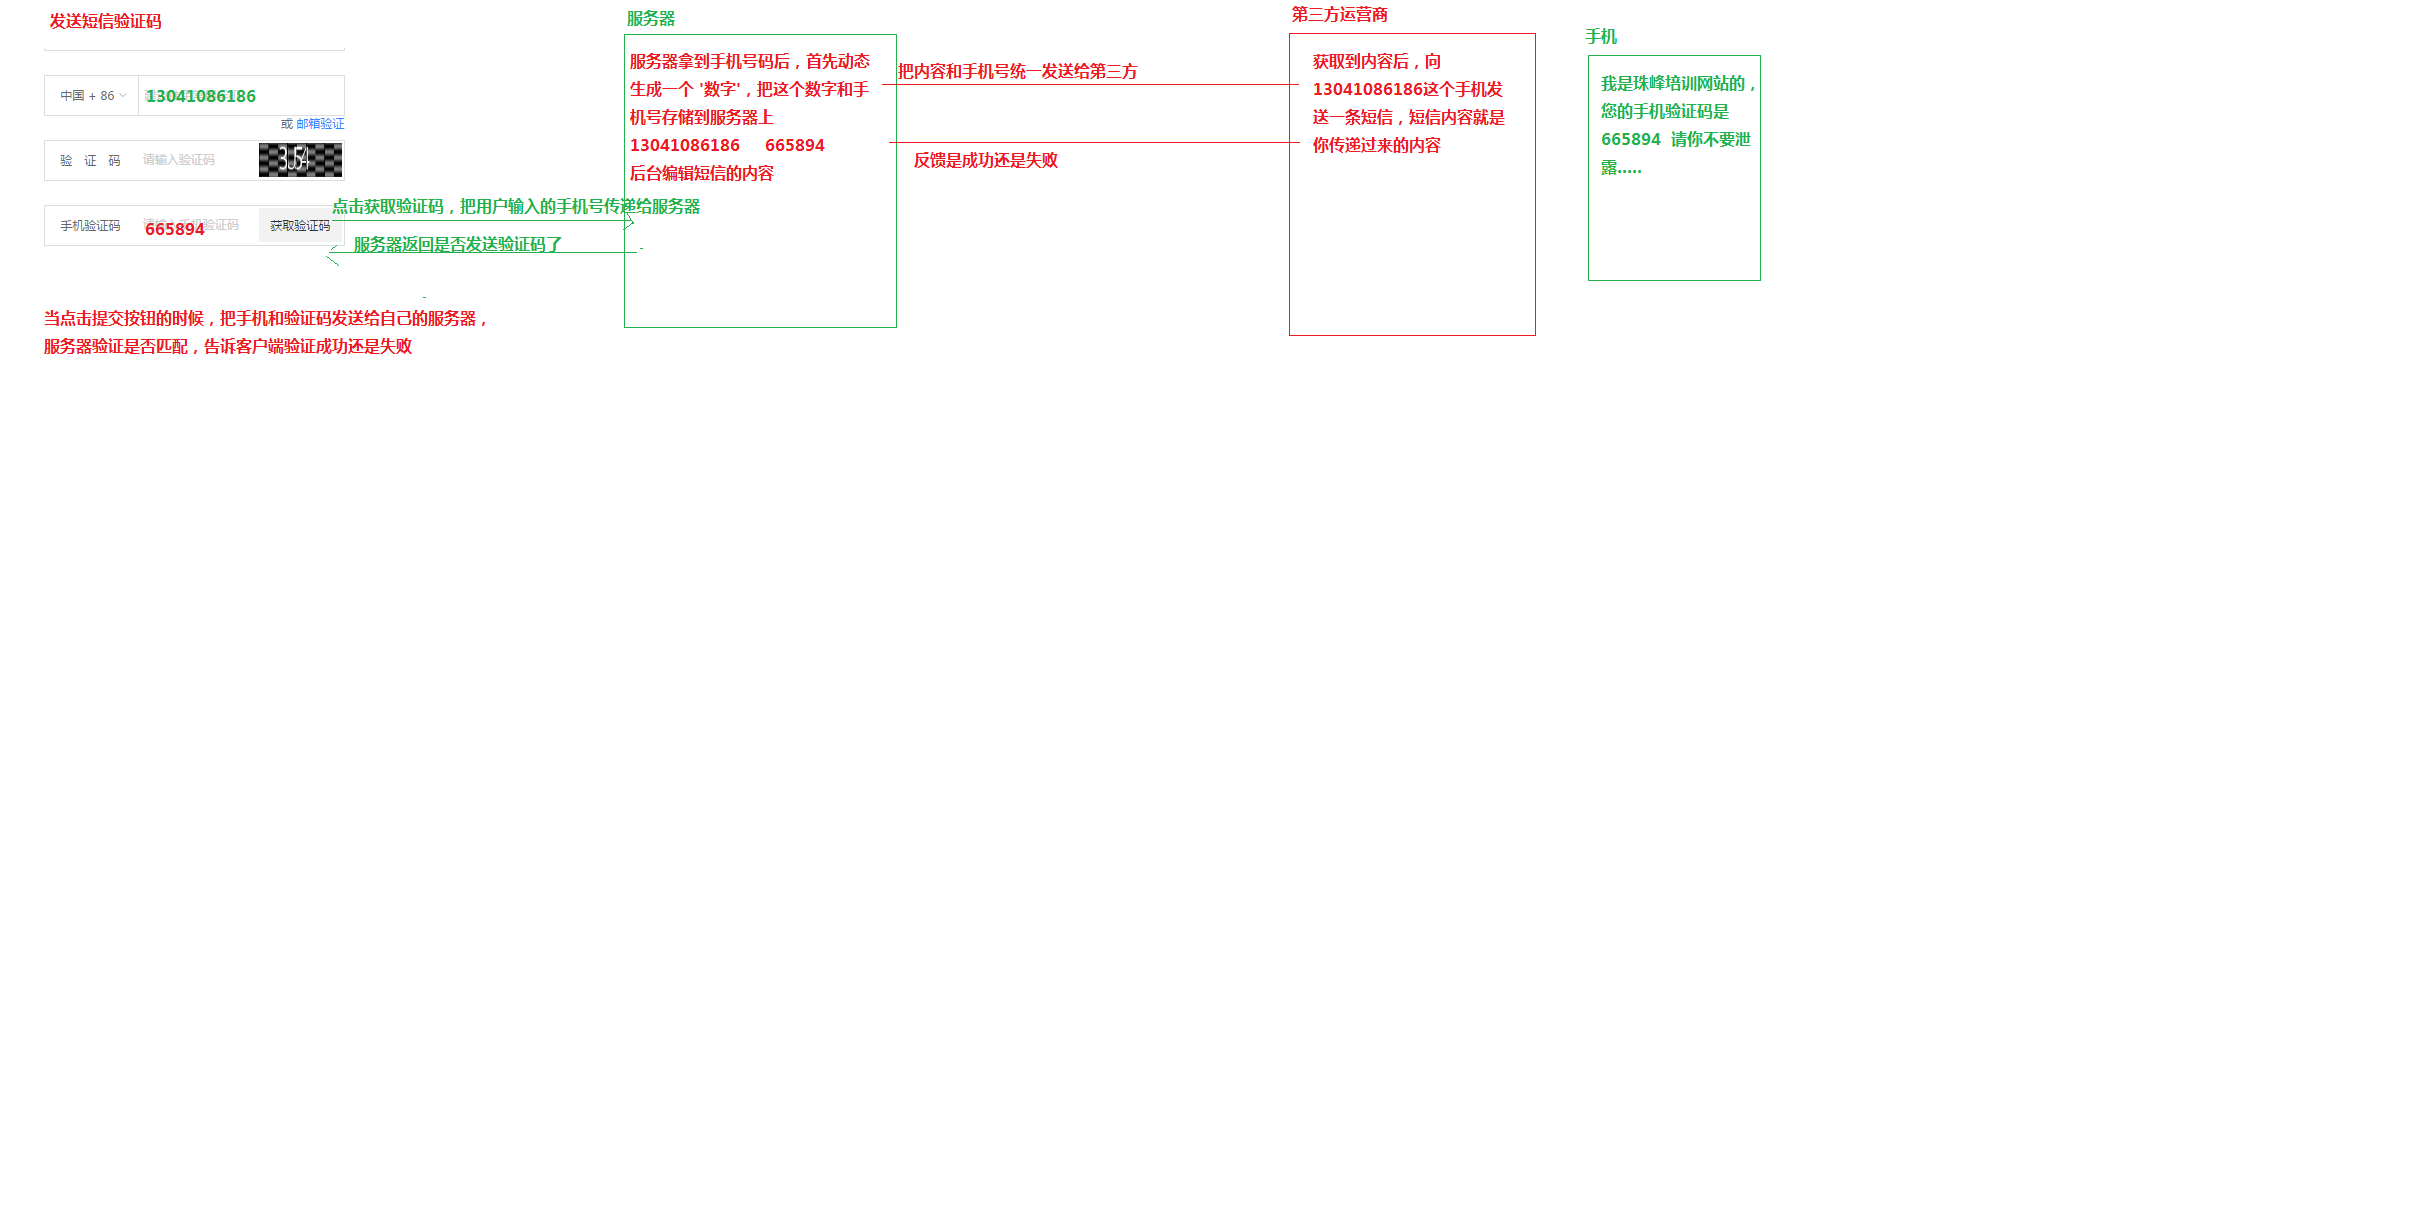 发送短信验证码
中国 + 86
13041086186
或 邮箱验证
验 证 码
请输入验证码
354
手机验证码
665894
获取验证码
点击获取验证码，把用户输入的手机号传递给服务器
服务器返回是否发送验证码了
当点击提交按钮的时候，把手机和验证码发送给自己的服务器，
服务器验证是否匹配，告诉客户端验证成功还是失败
服务器
服务器拿到手机号码后，首先动态
生成一个 '数字'，把这个数字和手
机号存储到服务器上
13041086186 665894
后台编辑短信的内容
把内容和手机号统一发送给第三方
反馈是成功还是失败
第三方运营商
获取到内容后，向
13041086186这个手机发
送一条短信，短信内容就是
你传递过来的内容
手机
我是珠峰培训网站的，
您的手机验证码是
665894 请你不要泄
露.....